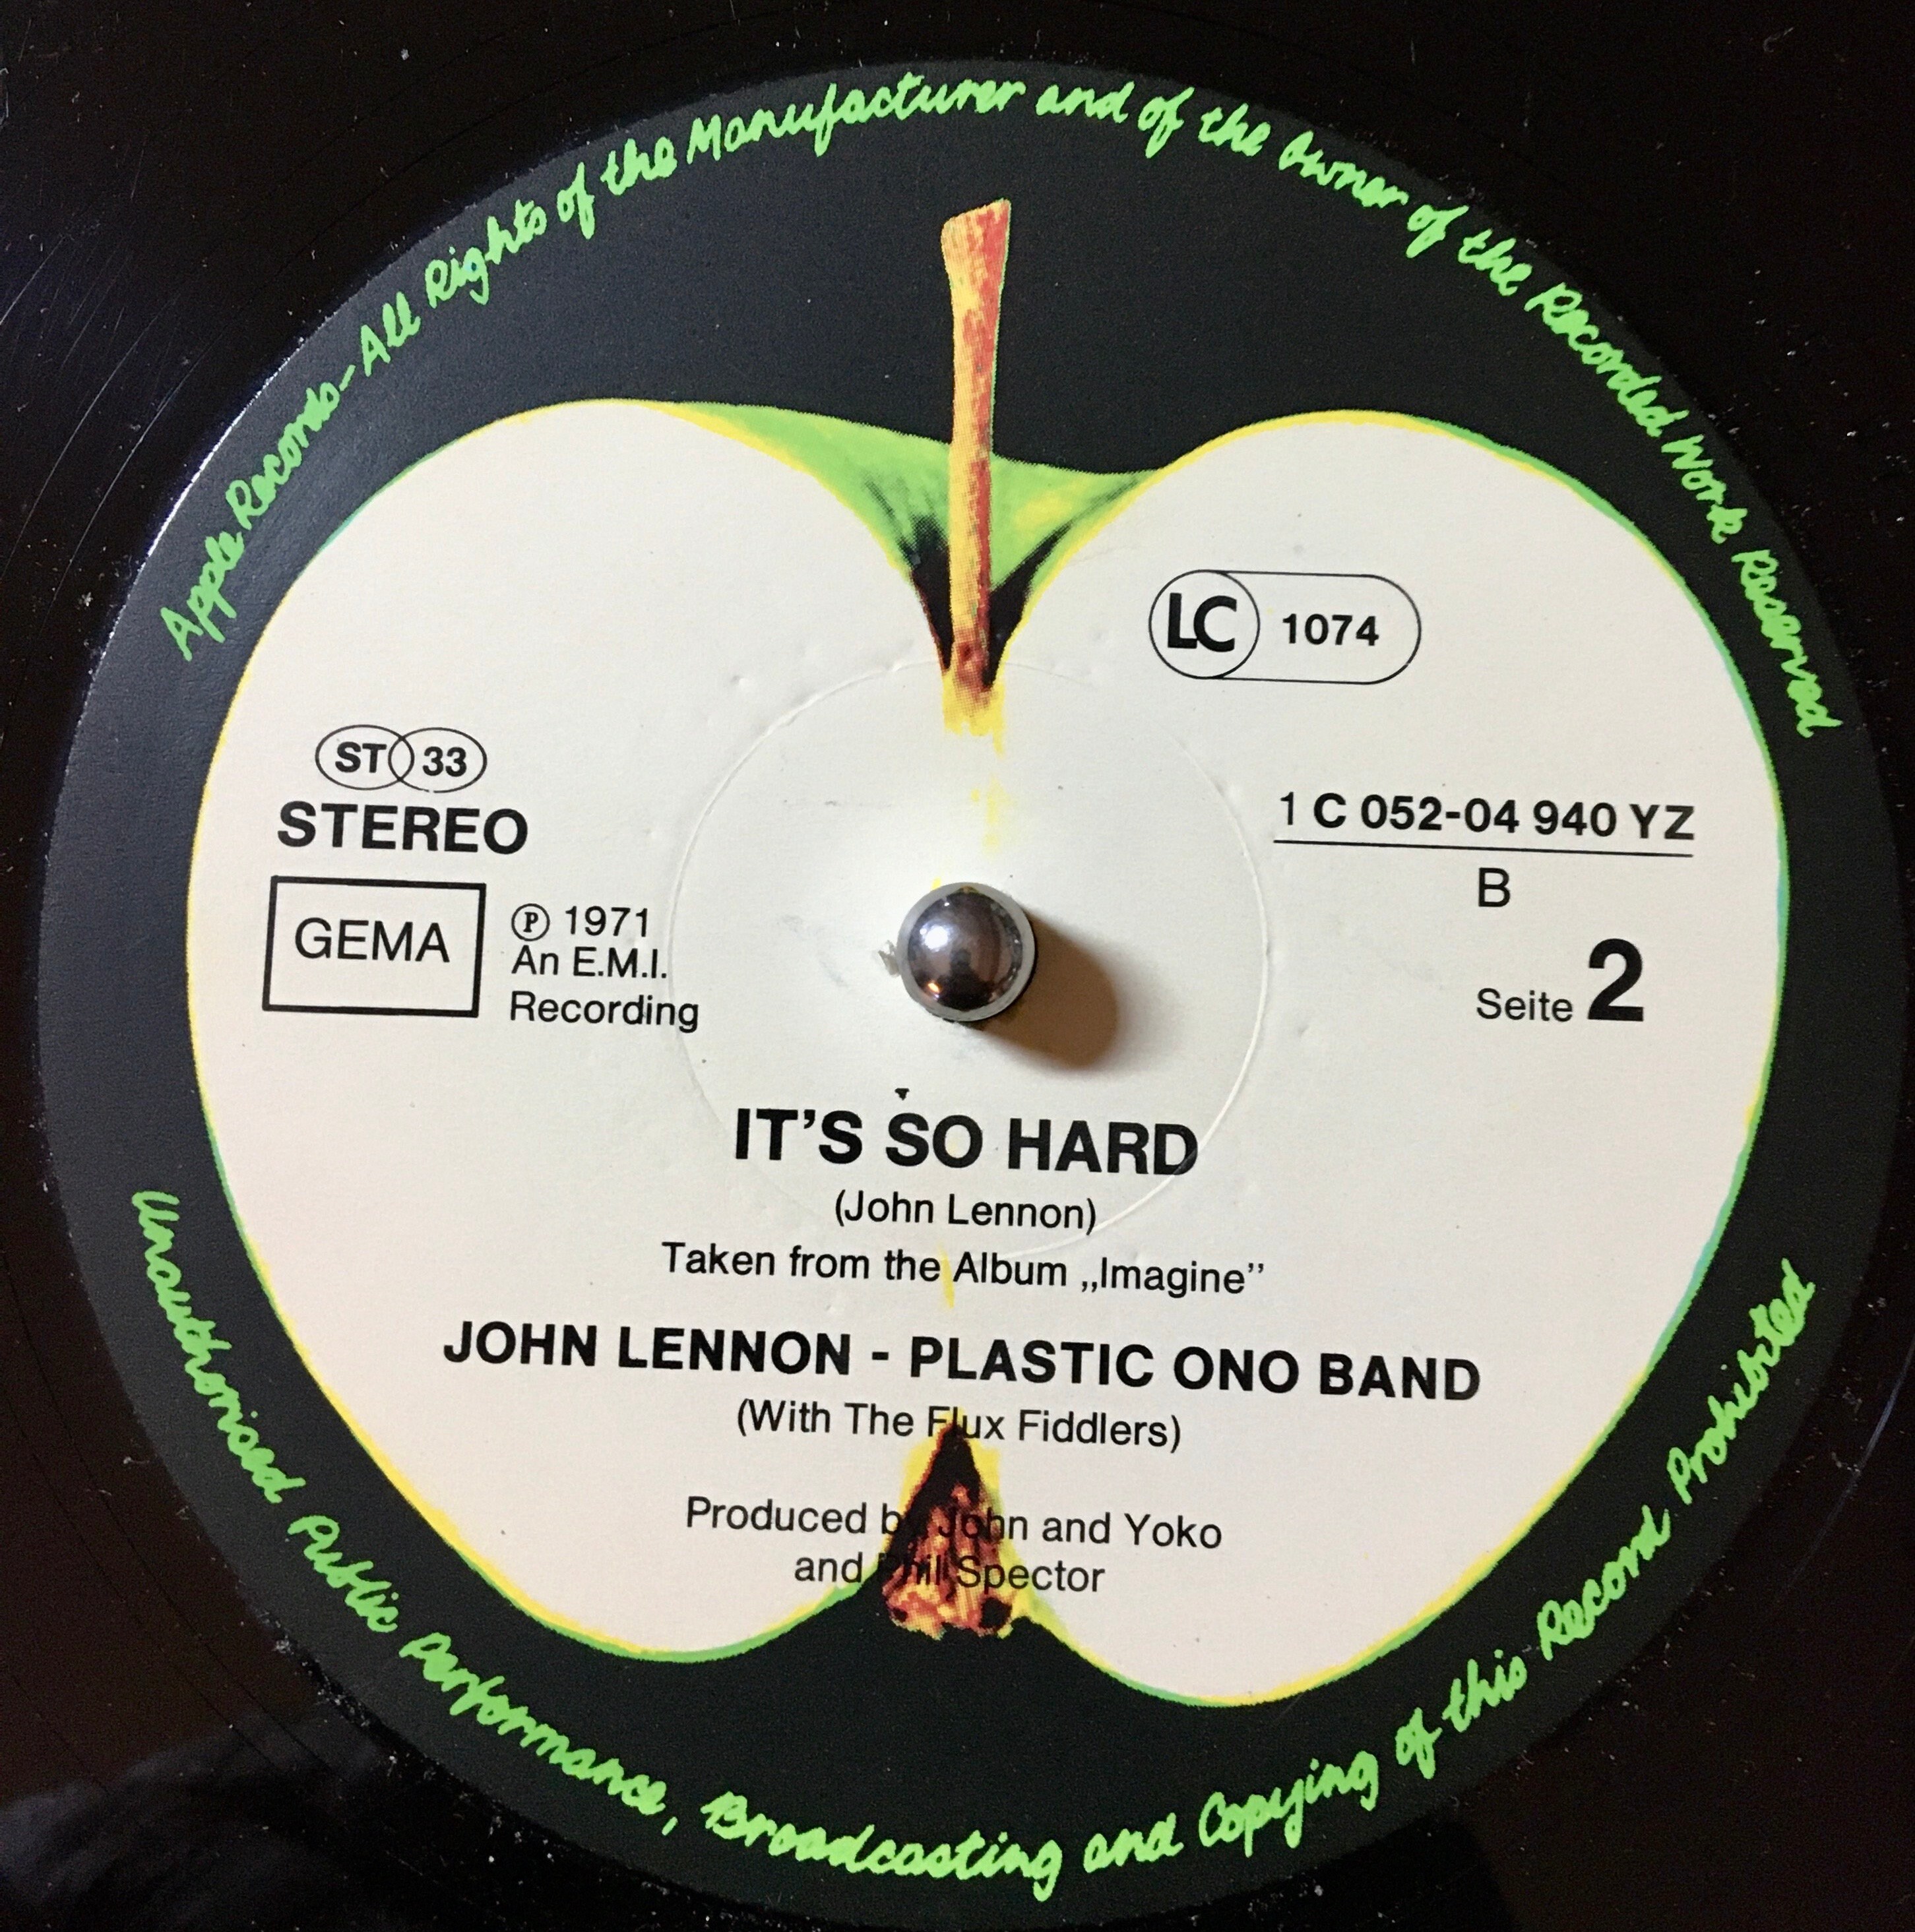 Apple Records-All Rights of the Manufacturer and of the Owner of the Recorded Work Reserved
LC 1074
ST 33
STEREO
GEMA
℗ 1971
An E.M.I.
Recording
1 C 052-04 940 YZ
B
Seite 2
IT'S SO HARD
(John Lennon)
Taken from the Album „Imagine”
JOHN LENNON - PLASTIC ONO BAND
(With The Flux Fiddlers)
Produced by John and Yoko
and Phil Spector
Unauthorised Public Performance, Broadcasting and Copying of this Record Prohibited